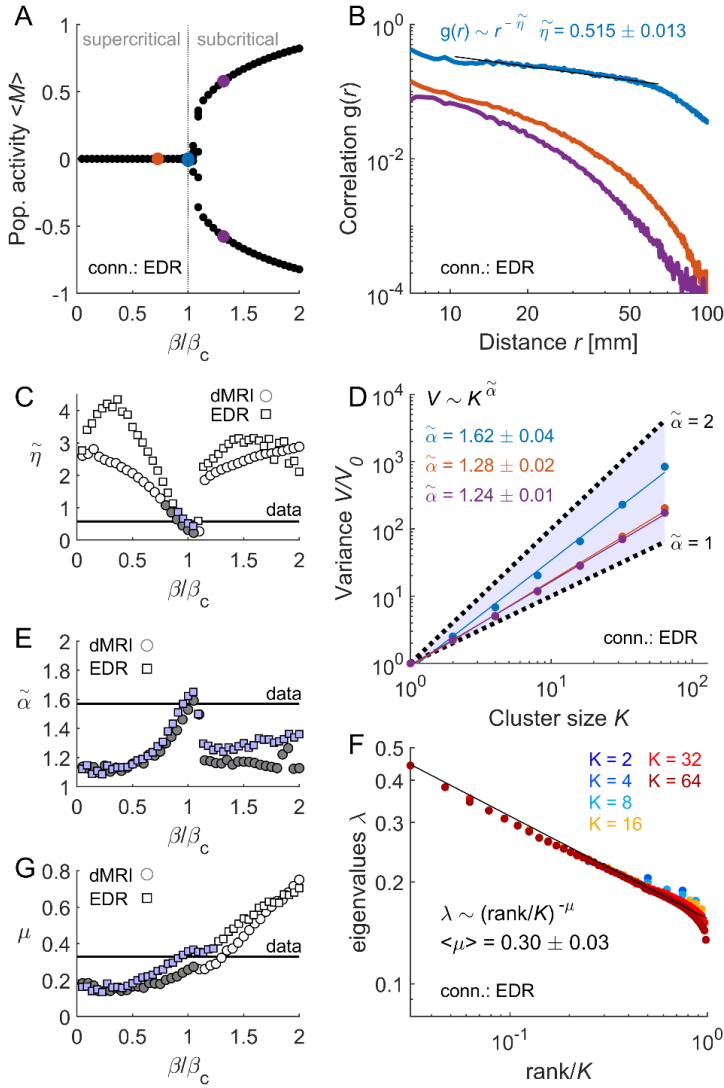 A
supercritical
subcritical
Pop. activity <M>
1
0.5
0
-0.5
-1
conn.: EDR
0
0.5
1
1.5
2
β/βc
B
g(r) ~ r^-η̃ η̃ = 0.515 ± 0.013
Correlation g(r)
10^0
10^-2
10^-4
conn.: EDR
10
20
50
100
Distance r [mm]
C
dMRI
EDR
η̃
4
3
2
1
0
data
0
0.5
1
1.5
2
β/βc
D
V ~ K^α̃
α̃ = 1.62 ± 0.04
α̃ = 1.28 ± 0.02
α̃ = 1.24 ± 0.01
α̃ = 2
α̃ = 1
Variance V/V0
10^4
10^3
10^2
10^1
10^0
conn.: EDR
10^0
10^1
10^2
Cluster size K
E
dMRI
EDR
α̃
2
1.8
1.6
1.4
1.2
1
data
0
0.5
1
1.5
2
β/βc
F
K = 2
K = 4
K = 8
K = 16
K = 32
K = 64
eigenvalues λ
0.5
0.4
0.3
0.2
0.1
λ ~ (rank/K)^-μ
<μ> = 0.30 ± 0.03
conn.: EDR
10^-1
10^0
rank/K
G
dMRI
EDR
μ
0.8
0.6
0.4
0.2
0
data
0
0.5
1
1.5
2
β/βc